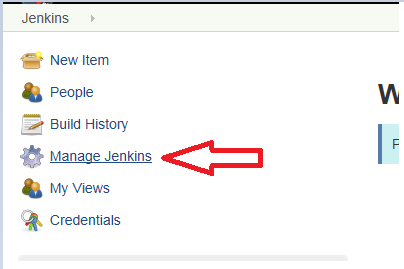 Jenkins
New Item
People
Build History
Manage Jenkins
My Views
Credentials
W